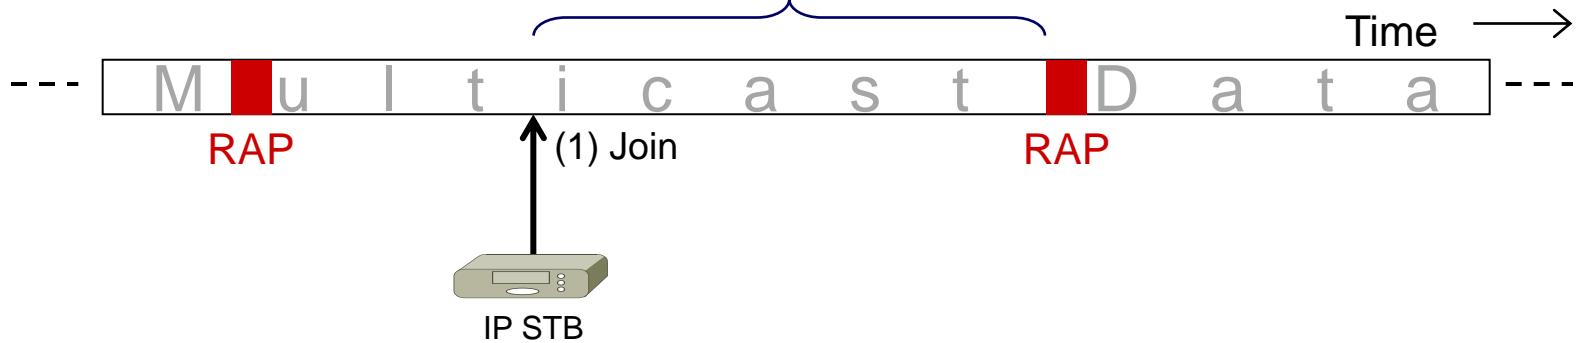 Time
M u l t i c a s t D a t a
RAP
(1) Join
RAP
IP STB